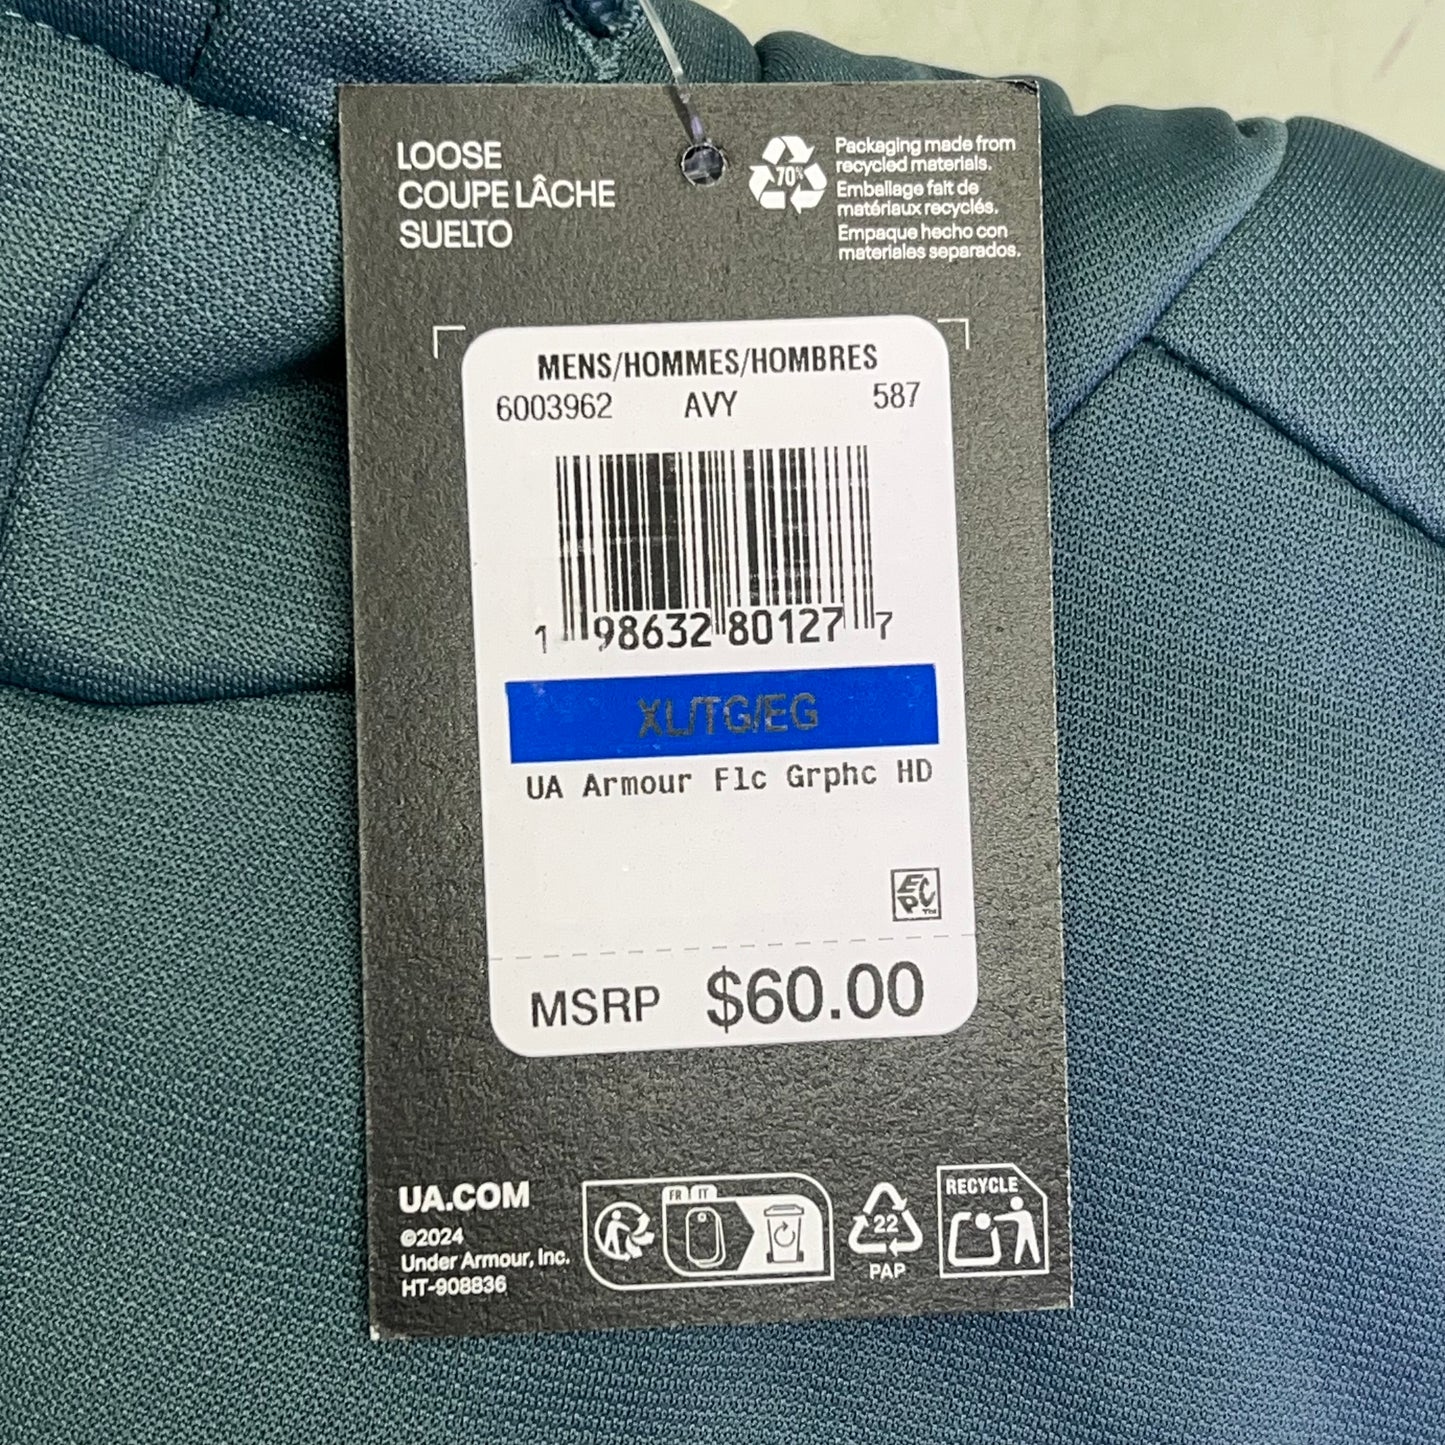 LOOSE
COUPE LÂCHE
SUELTO
70%
Packaging made from
recycled materials.
Emballage fait de
matériaux recyclés.
Empaque hecho con
materiales separados.
MENS/HOMMES/HOMBRES
6003962 AVY 587
1 98632 80127 7
XL/TG/EG
UA Armour Flc Grphc HD
EPC™
MSRP $60.00
UA.COM
©2024
Under Armour, Inc.
HT-908836
FR IT
22
PAP
RECYCLE